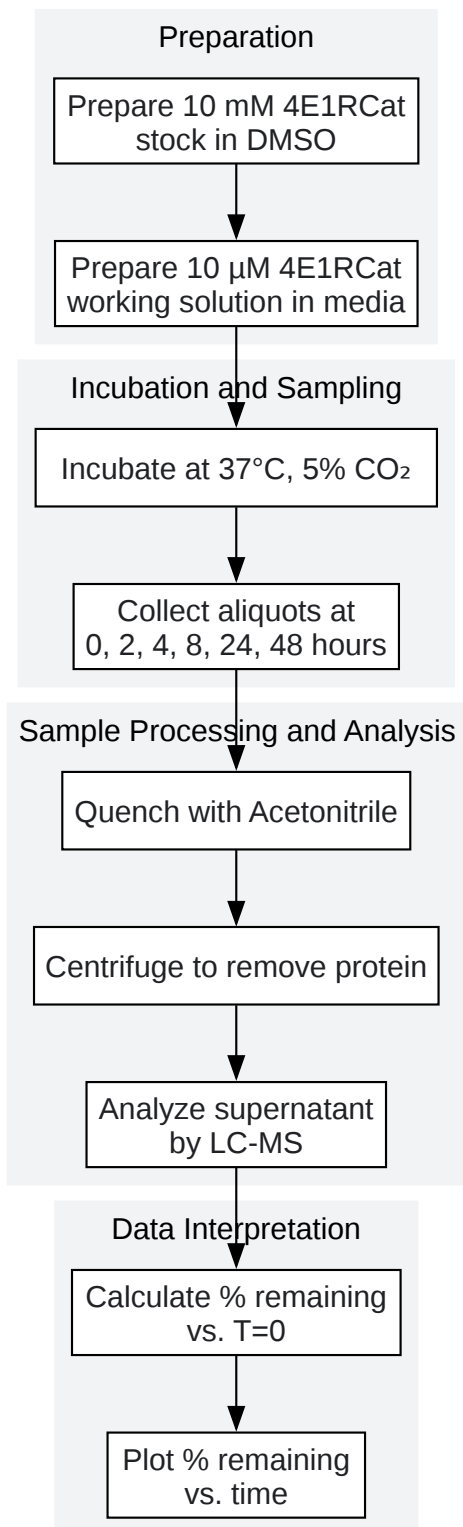 Preparation
Prepare 10 mM 4E1RCat
stock in DMSO
Prepare 10 µM 4E1RCat
working solution in media
Incubation and Sampling
Incubate at 37°C, 5% CO₂
Collect aliquots at
0, 2, 4, 8, 24, 48 hours
Sample Processing and Analysis
Quench with Acetonitrile
Centrifuge to remove protein
Analyze supernatant
by LC-MS
Data Interpretation
Calculate % remaining
vs. T=0
Plot % remaining
vs. time